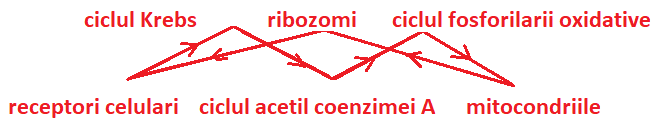 ciclul Krebs ribozomi ciclul fosforilarii oxidative
receptori celulari ciclul acetil coenzimei A mitocondriile